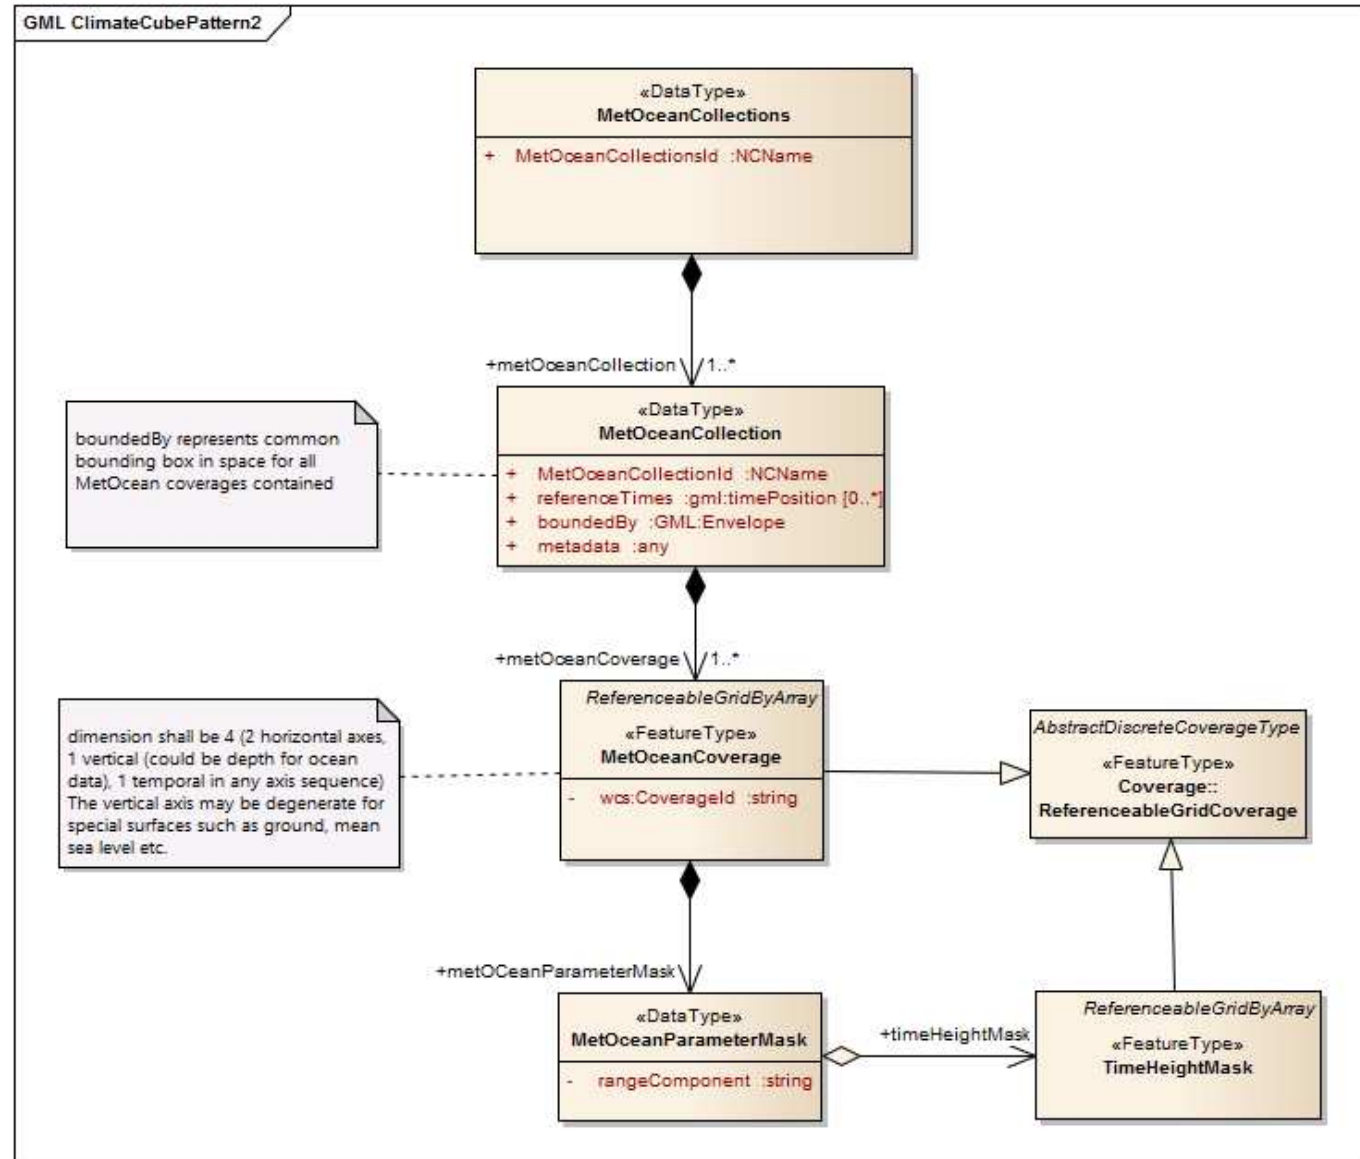 GML ClimateCubePattern2
«DataType»
MetOceanCollections
+ MetOceanCollectionsId :NCName
+metOceanCollection 1..*
boundedBy represents common
bounding box in space for all
MetOcean coverages contained
«DataType»
MetOceanCollection
+ MetOceanCollectionId :NCName
+ referenceTimes :gml:timePosition [0..*]
+ boundedBy :GML:Envelope
+ metadata :any
+metOceanCoverage 1..*
dimension shall be 4 (2 horizontal axes,
1 vertical (could be depth for ocean
data), 1 temporal in any axis sequence)
The vertical axis may be degenerate for
special surfaces such as ground, mean
sea level etc.
ReferenceableGridByArray
«FeatureType»
MetOceanCoverage
- wcs:CoverageId :string
AbstractDiscreteCoverageType
«FeatureType»
Coverage::
ReferenceableGridCoverage
+metOCeanParameterMask
«DataType»
MetOceanParameterMask
- rangeComponent :string
+timeHeightMask
ReferenceableGridByArray
«FeatureType»
TimeHeightMask